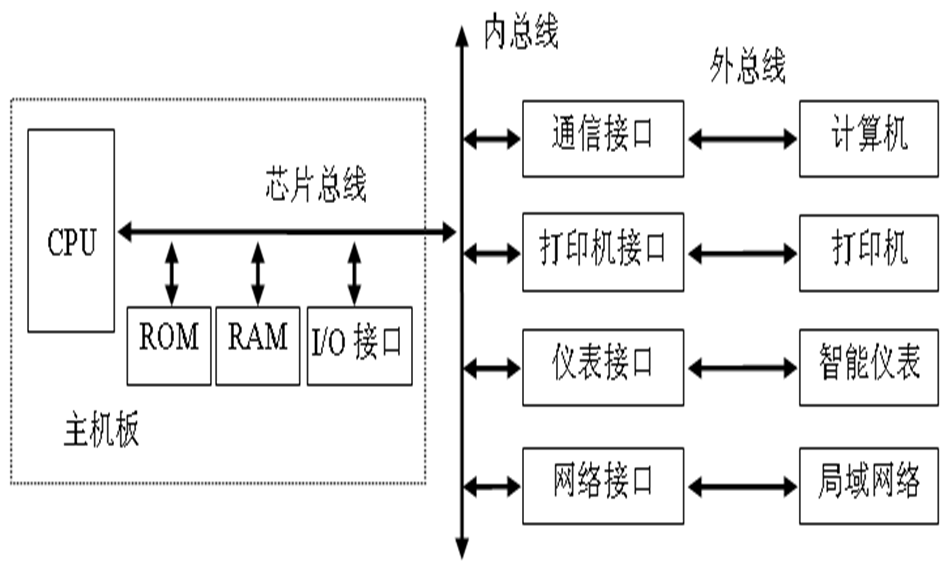 内总线
外总线
通信接口
计算机
芯片总线
CPU
打印机接口
打印机
ROM
RAM
I/O 接口
仪表接口
智能仪表
主机板
网络接口
局域网络